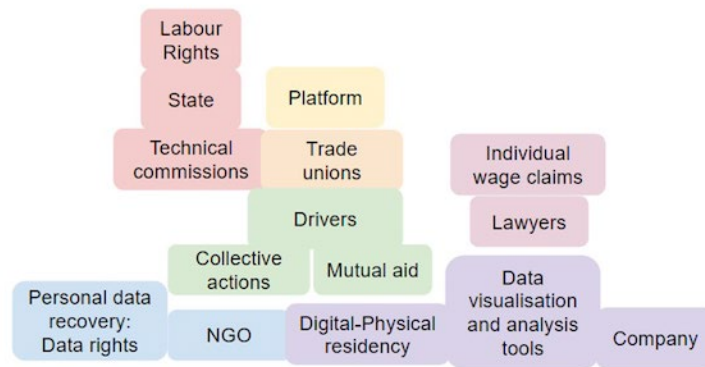 Labour
Rights
State
Platform
Technical
commissions
Trade
unions
Individual
wage claims
Drivers
Lawyers
Collective
actions
Mutual aid
Personal data
recovery:
Data rights
NGO
Digital-Physical
residency
Data
visualisation
and analysis
tools
Company